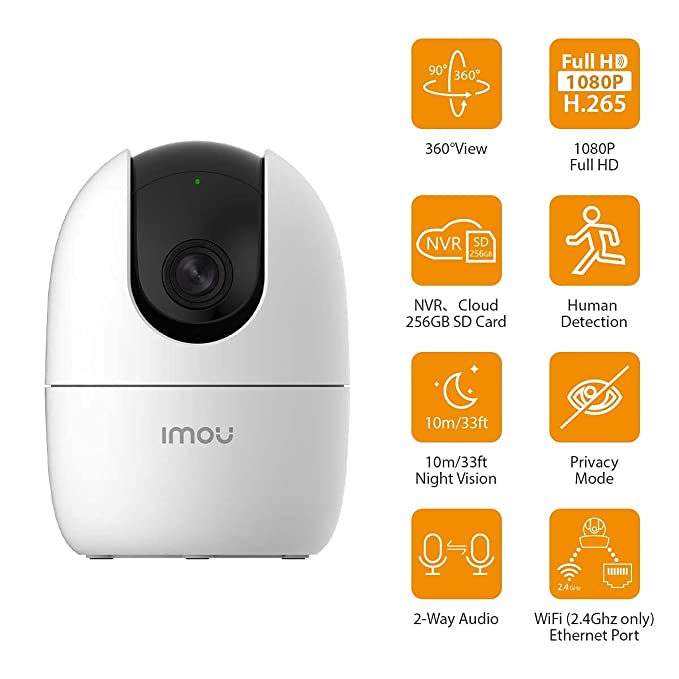 imou
90° 360°
360°View
Full HD
1080P
H.265
1080P
Full HD
NVR
SD
256GB
NVR、Cloud
256GB SD Card
Human
Detection
10m/33ft
10m/33ft
Night Vision
Privacy
Mode
2-Way Audio
2.4GHz
WiFi (2.4Ghz only)
Ethernet Port